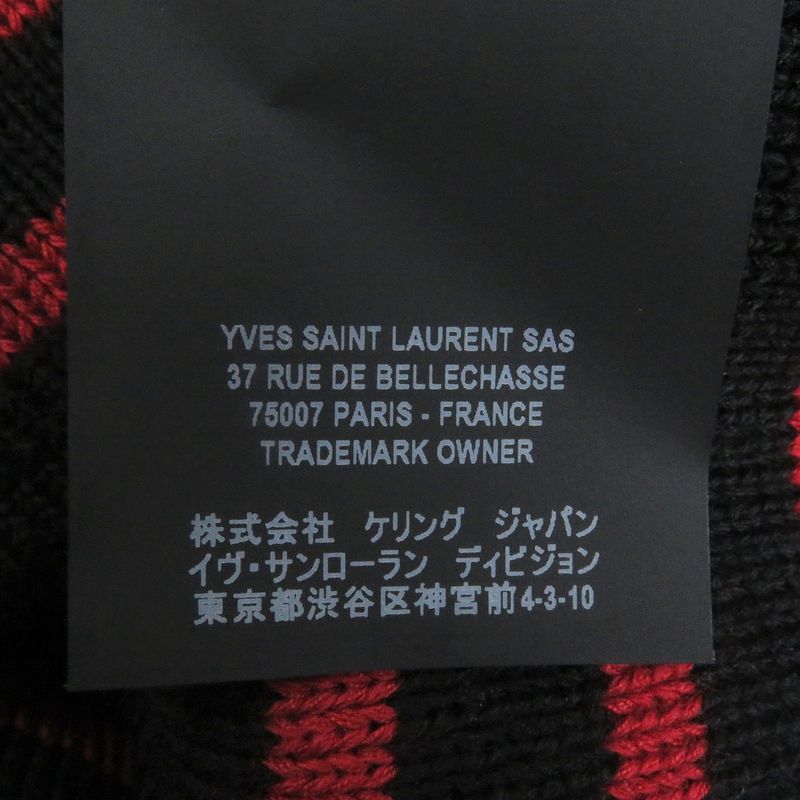 YVES SAINT LAURENT SAS
37 RUE DE BELLECHASSE
75007 PARIS - FRANCE
TRADEMARK OWNER
株式会社 ケリング ジャパン
イヴ・サンローラン ディビジョン
東京都渋谷区神宮前4-3-10